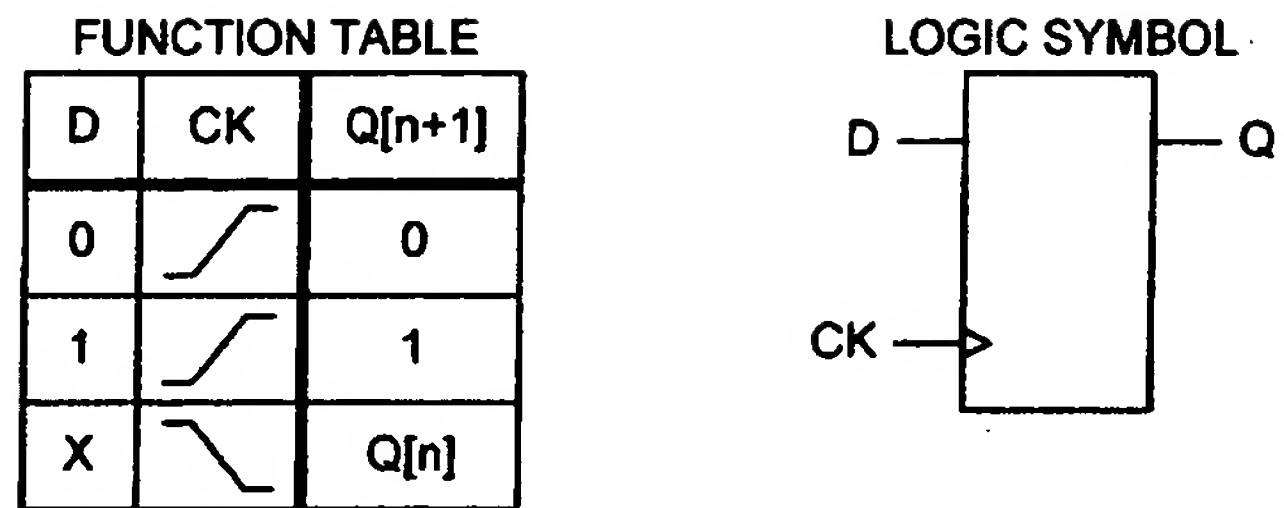 FUNCTION TABLE
D CK Q[n+1]
0 0
1 1
X Q[n]
LOGIC SYMBOL
D Q
CK